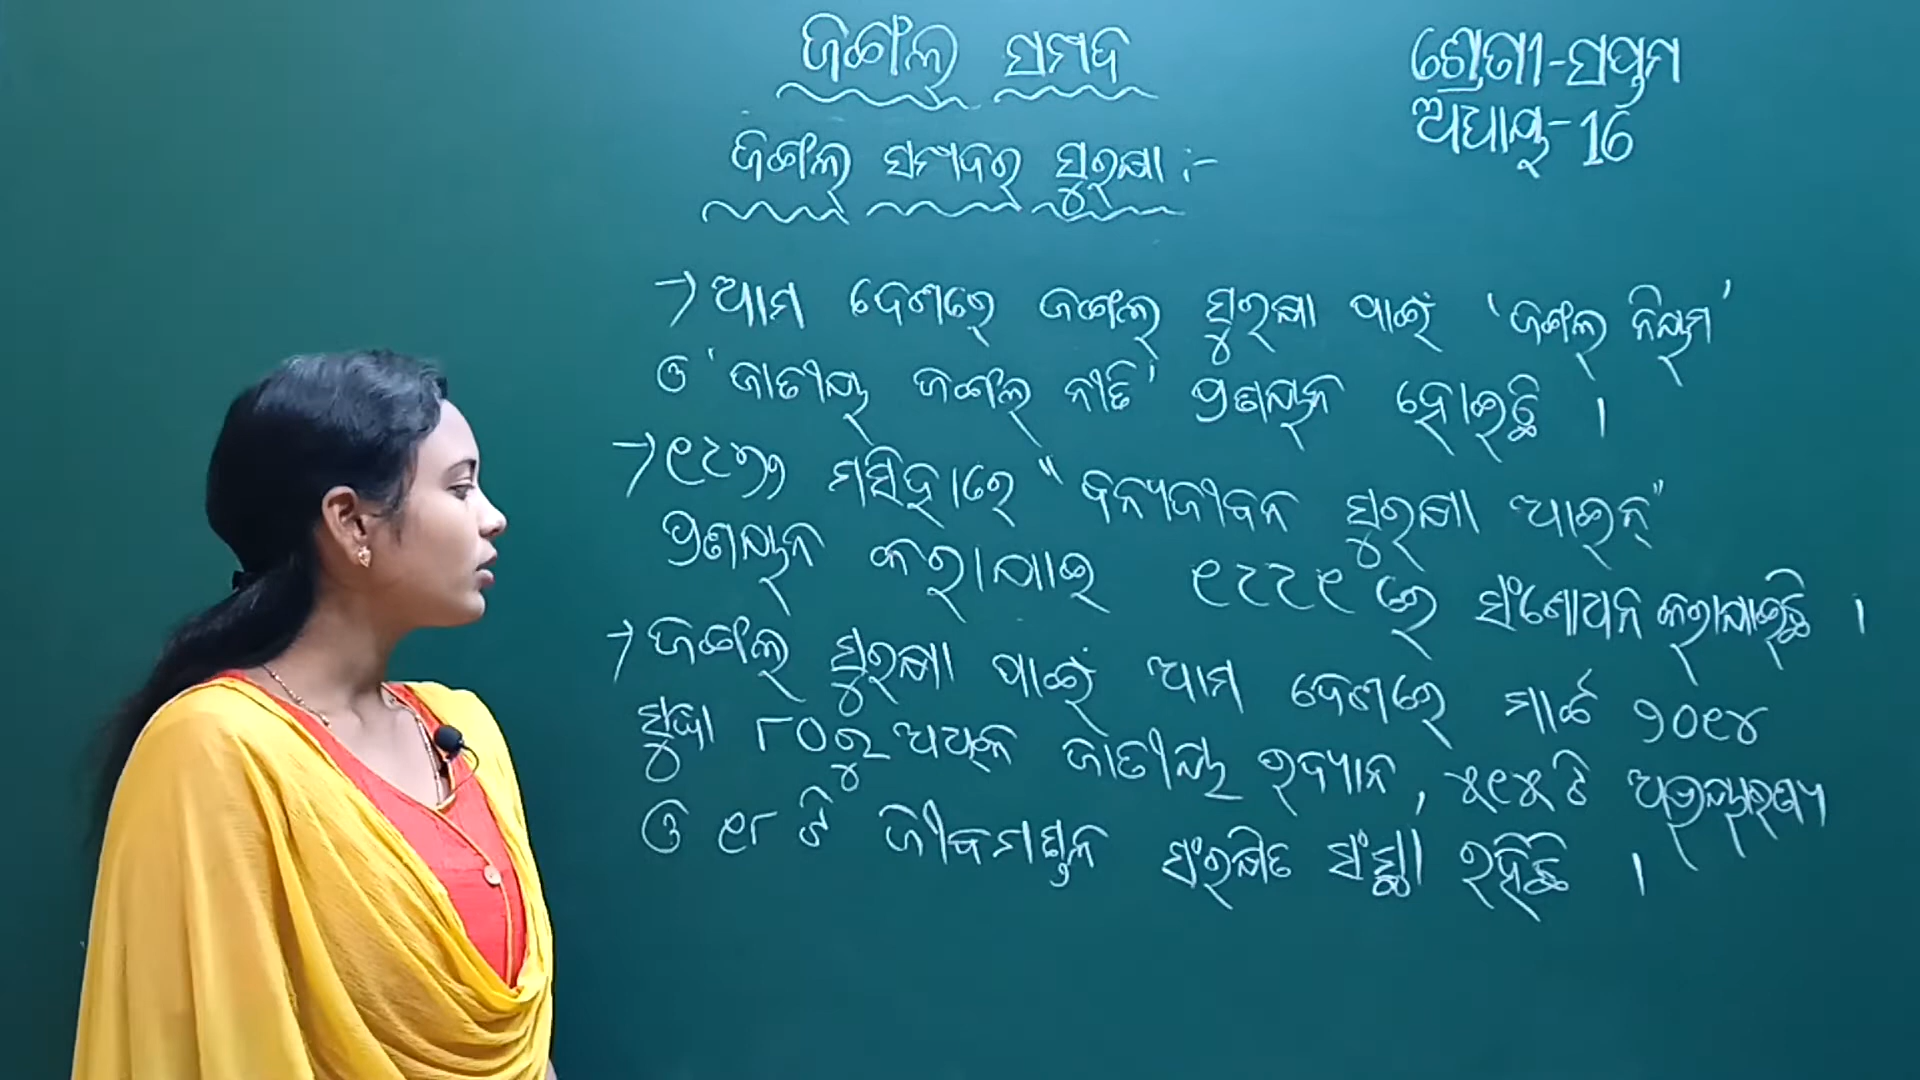 ଜଙ୍ଗଲ ସମ୍ପଦ
ଶ୍ରେଣୀ-ସପ୍ତମ
ଅଧାୟ-16
ଜଙ୍ଗଲ ସମ୍ପଦର ସୁରକ୍ଷା :-
→ ଆମ ଦେଶରେ ଜଙ୍ଗଲ ସୁରକ୍ଷା ପାଇଁ 'ଜଙ୍ଗଲ ନିୟମ'
ଓ 'ଜାତୀୟ ଜଙ୍ଗଲ ନୀତି' ପ୍ରଣୟନ ହୋଇଛି ।
→ ୧୯୭୨ ମସିହାରେ "ବନ୍ୟଜୀବନ ସୁରକ୍ଷା ଆଇନ୍"
ପ୍ରଣୟନ କରାଯାଇ ୧୯୯୧ ରେ ସଂଶୋଧନ କରାଯାଇଛି ।
→ ଜଙ୍ଗଲ ସୁରକ୍ଷା ପାଇଁ ଆମ ଦେଶରେ ମାର୍ଚ୍ଚ ୨୦୧୪
ସୁଦ୍ଧା ୮୦ରୁ ଅଧିକ ଜାତୀୟ ଉଦ୍ୟାନ, ୫୧୫ ଟି ଅଭୟାରଣ୍ୟ
ଓ ୧୮ ଟି ଜୀବମଣ୍ଡଳ ସଂରକ୍ଷିତ ସଂସ୍ଥା ରହିଛି ।